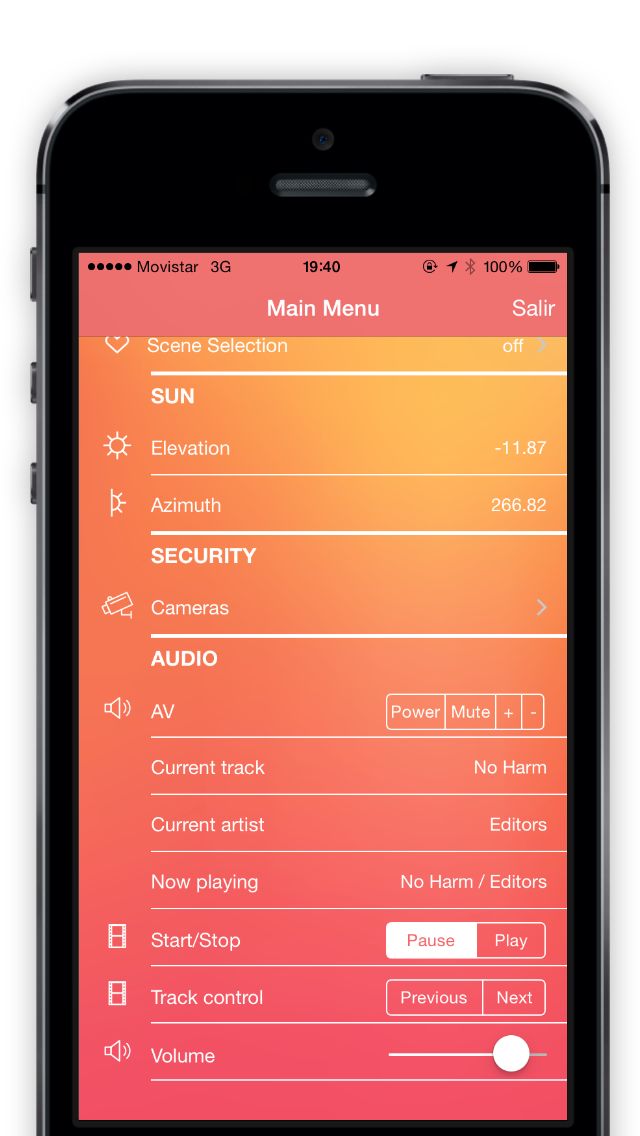 Movistar 3G 19:40 100%
Main Menu Salir
Scene Selection off
SUN
Elevation -11.87
Azimuth 266.82
SECURITY
Cameras
AUDIO
AV Power Mute + -
Current track No Harm
Current artist Editors
Now playing No Harm / Editors
Start/Stop Pause Play
Track control Previous Next
Volume